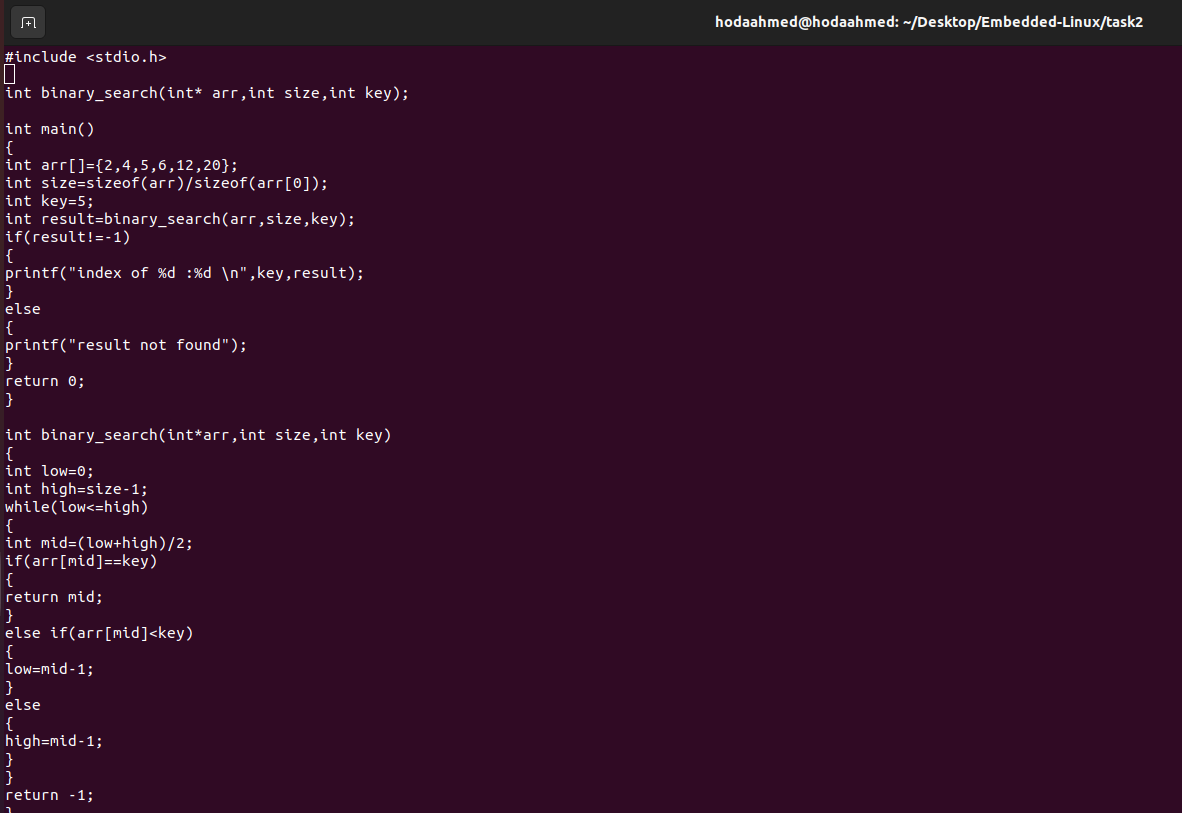 hodaahmed@hodaahmed: ~/Desktop/Embedded-Linux/task2
#include <stdio.h>
int binary_search(int* arr,int size,int key);
int main()
{
int arr[]={2,4,5,6,12,20};
int size=sizeof(arr)/sizeof(arr[0]);
int key=5;
int result=binary_search(arr,size,key);
if(result!=-1)
{
printf("index of %d :%d \n",key,result);
}
else
{
printf("result not found");
}
return 0;
}
int binary_search(int*arr,int size,int key)
{
int low=0;
int high=size-1;
while(low<=high)
{
int mid=(low+high)/2;
if(arr[mid]==key)
{
return mid;
}
else if(arr[mid]<key)
{
low=mid-1;
}
else
{
high=mid-1;
}
}
return -1;
}